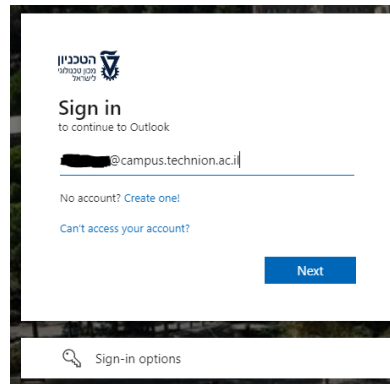 הטכניון
מכון טכנולוגי
לישראל
Sign in
to continue to Outlook
@campus.technion.ac.il
No account? Create one!
Can't access your account?
Next
Sign-in options